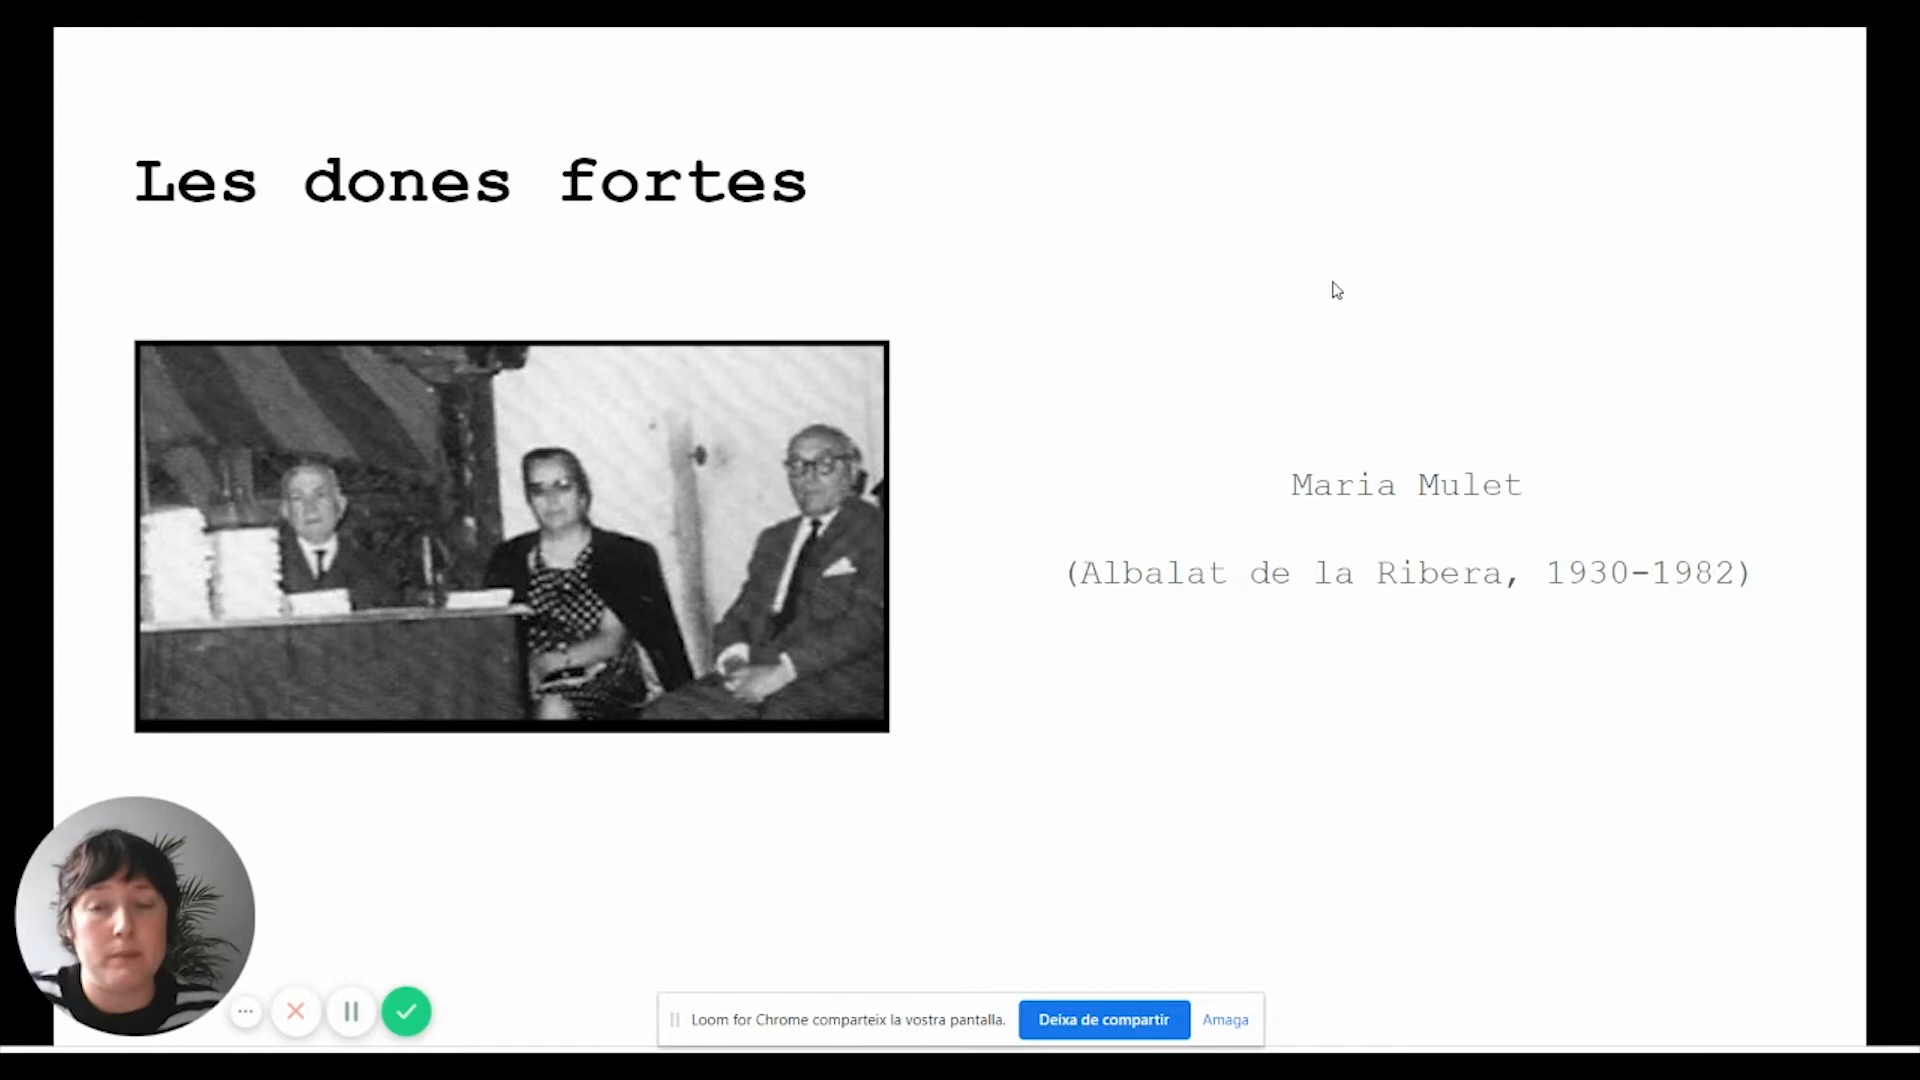 Les dones fortes
Maria Mulet
(Albalat de la Ribera, 1930-1982)
Loom for Chrome comparteix la vostra pantalla.
Deixa de compartir
Amaga